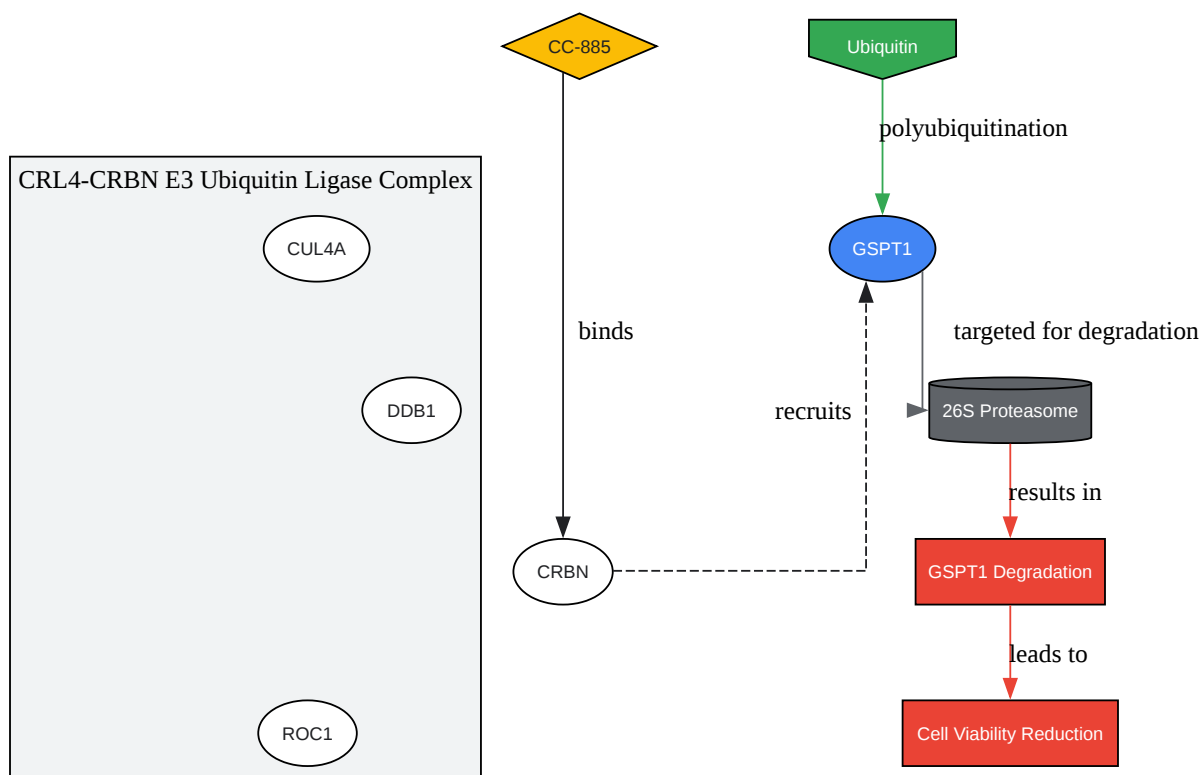 CC-885
Ubiquitin
polyubiquitination
CRL4-CRBN E3 Ubiquitin Ligase Complex
CUL4A
GSPT1
binds
targeted for degradation
DDB1
recruits
26S Proteasome
results in
CRBN
GSPT1 Degradation
leads to
ROC1
Cell Viability Reduction